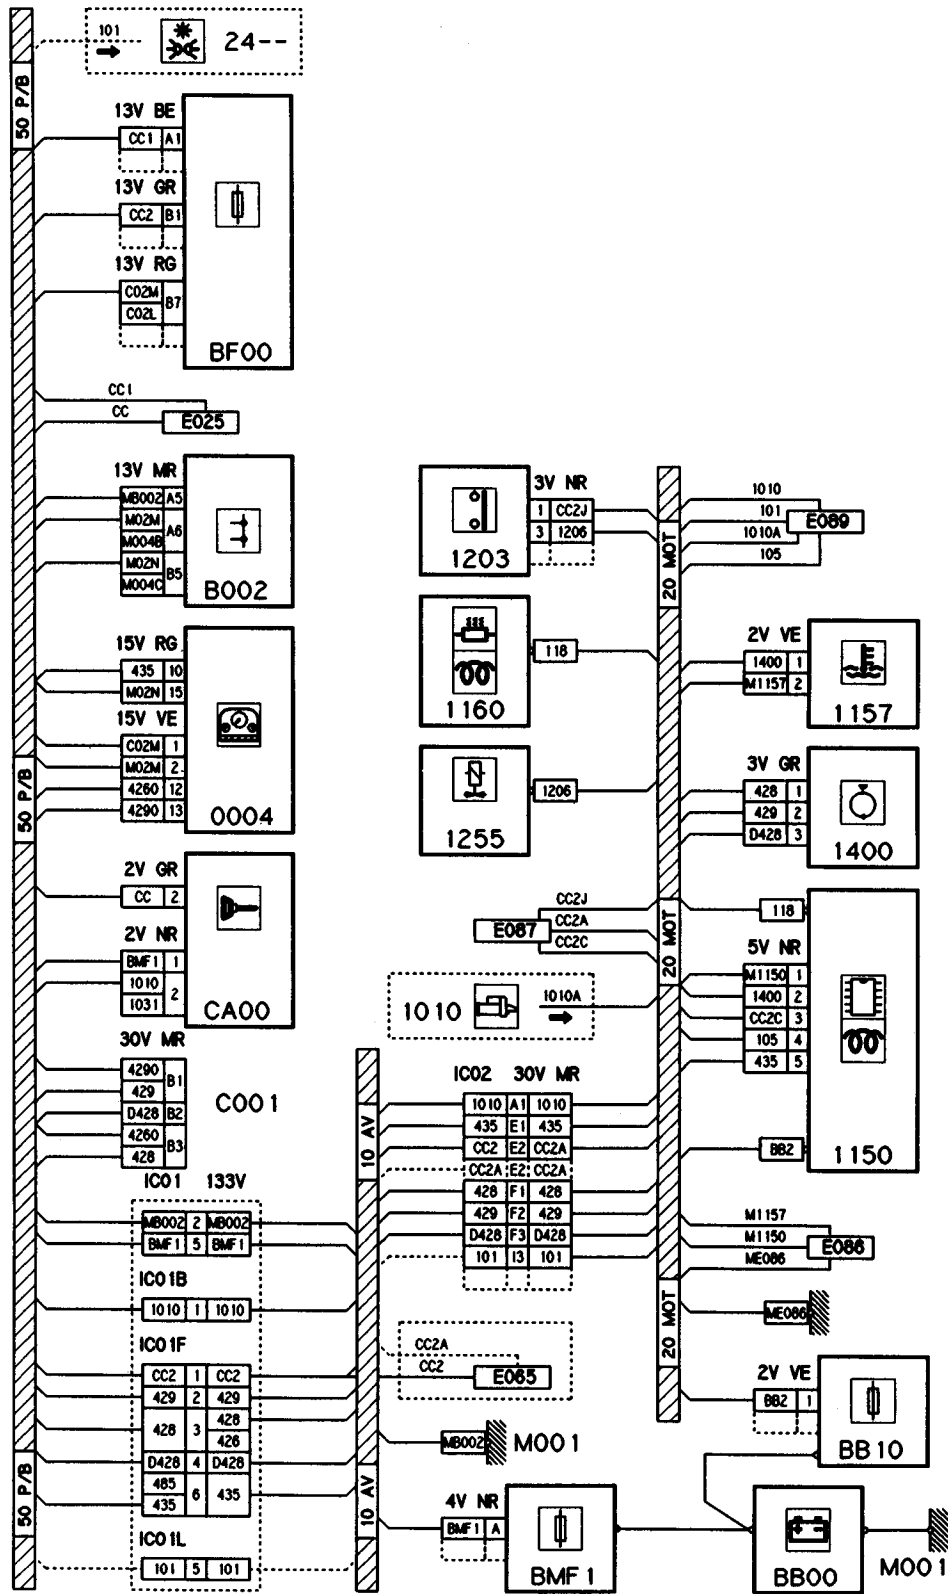 101
24--
50 P/B
13V BE
CC1 A1
13V GR
CC2 B1
13V RG
C02M B7
C02L
BF00
CC1
CC
E025
13V MR
MB002 A5
M02M A6
M004B
M02N B5
M004C
B002
15V RG
435 10
M02N 15
15V VE
C02M 1
M02M 2
4260 12
4290 13
0004
50 P/B
2V GR
CC 2
2V NR
BMF1 1
1010 2
1031
CA00
30V MR
4290 B1
429
D428 B2
4260 B3
428
C001
IC01 133V
MB002 2 MB002
BMF1 5 BMF1
IC01B
1010 1 1010
IC01F
CC2 1 CC2
429 2 429
428 3 428
426
D428 4 D428
485 6 435
435
IC01L
101 5 101
50 P/B
3V NR
1 CC2J
3 1206
1203
118
1160
1206
1255
CC2J
CC2A
CC2C
E087
1010
1010A
IC02 30V MR
1010 A1 1010
435 E1 435
CC2 E2 CC2A
CC2A E2 CC2A
428 F1 428
429 F2 429
D428 F3 D428
101 I3 101
10 AV
CC2A
CC2
E065
MB002
M001
10 AV
4V NR
BMF1 A
BMF1
20 MOT
1010
101
1010A
105
E089
2V VE
1400 1
M1157 2
1157
3V GR
428 1
429 2
D428 3
1400
20 MOT
118
5V NR
M1150 1
1400 2
CC2C 3
105 4
435 5
BB2
1150
M1157
M1150
ME086
E086
20 MOT
ME086
2V VE
BB2 1
BB10
BB00
M001